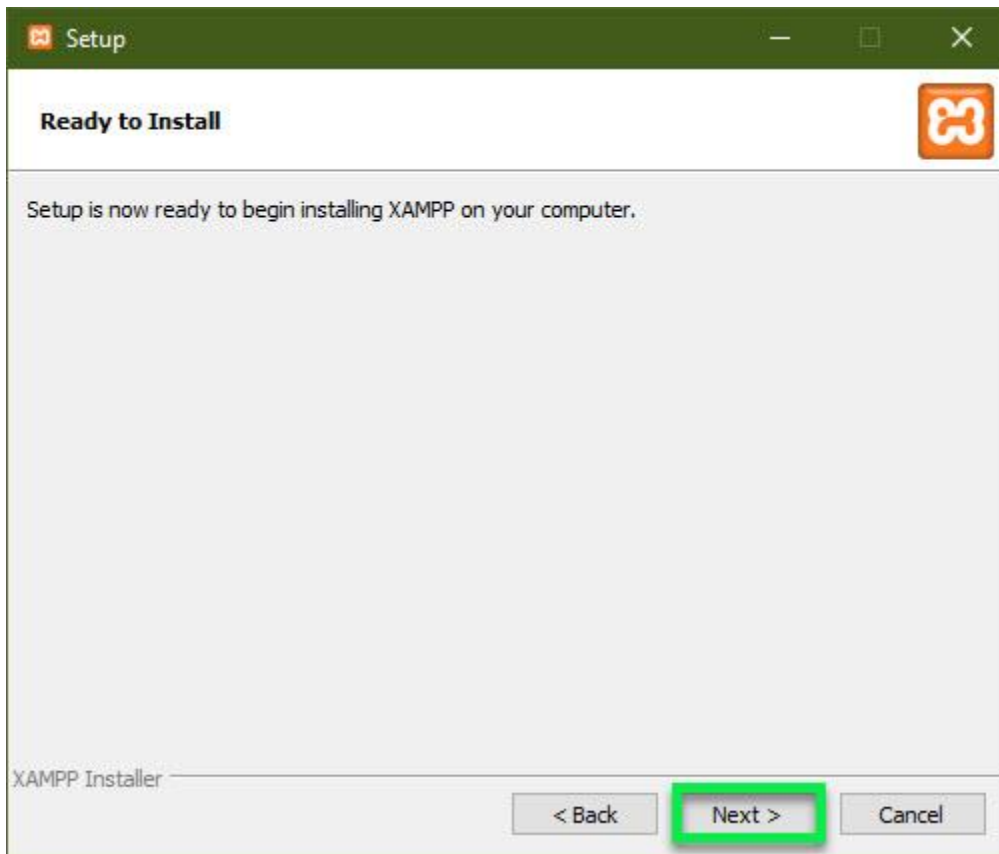 Setup
Ready to Install
Setup is now ready to begin installing XAMPP on your computer.
XAMPP Installer
< Back
Next >
Cancel